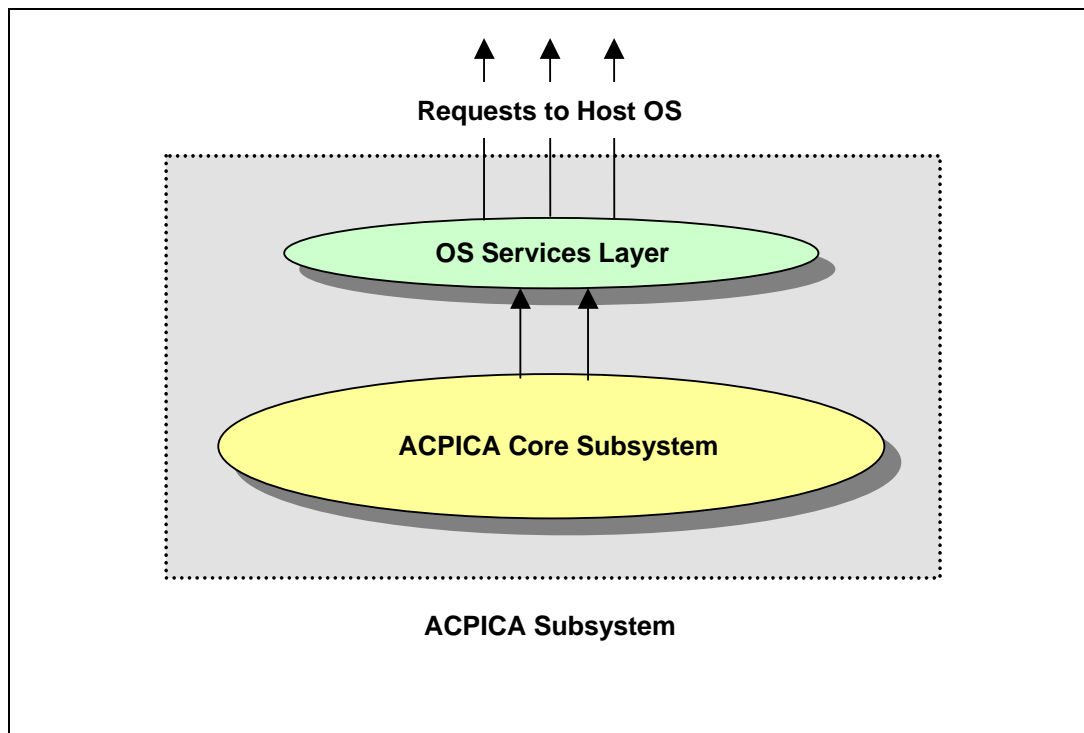 Requests to Host OS
OS Services Layer
ACPICA Core Subsystem
ACPICA Subsystem